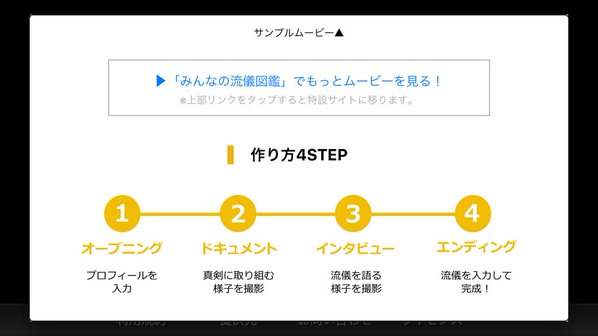 サンプルムービー▲
▶「みんなの流儀図鑑」でもっとムービーを見る！
※上部リンクをタップすると特設サイトに移ります。
作り方4STEP
1 2 3 4
オープニング ドキュメント インタビュー エンディング
プロフィールを 真剣に取り組む 流儀を語る 流儀を入力して
入力 様子を撮影 様子を撮影 完成！